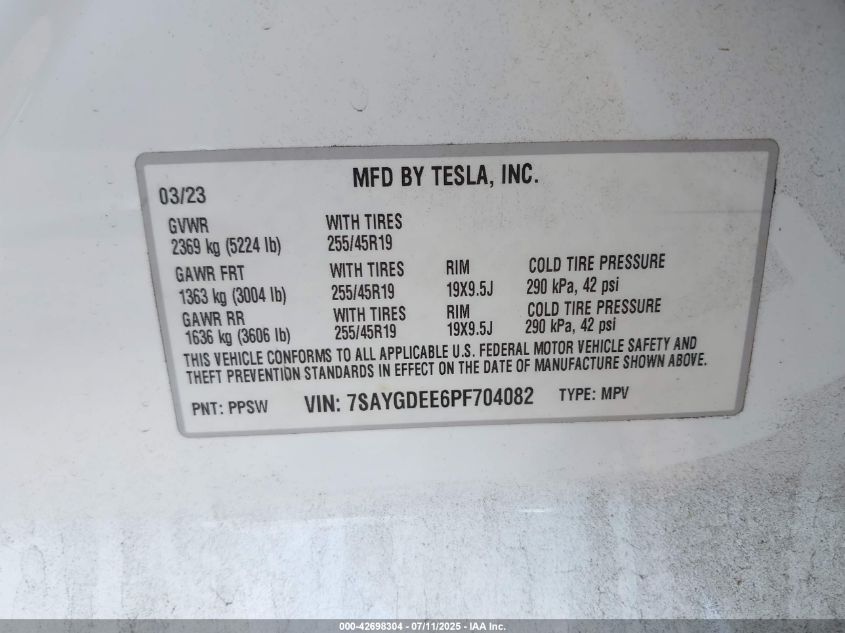 MFD BY TESLA, INC.
03/23
GVWR WITH TIRES
2369 kg (5224 lb) 255/45R19
GAWR FRT WITH TIRES RIM COLD TIRE PRESSURE
1363 kg (3004 lb) 255/45R19 19X9.5J 290 kPa, 42 psi
GAWR RR WITH TIRES RIM COLD TIRE PRESSURE
1636 kg (3606 lb) 255/45R19 19X9.5J 290 kPa, 42 psi
THIS VEHICLE CONFORMS TO ALL APPLICABLE U.S. FEDERAL MOTOR VEHICLE SAFETY AND
THEFT PREVENTION STANDARDS IN EFFECT ON THE DATE OF MANUFACTURE SHOWN ABOVE.
PNT: PPSW VIN: 7SAYGDEE6PF704082 TYPE: MPV
000-42698304 - 07/11/2025 - IAA Inc.